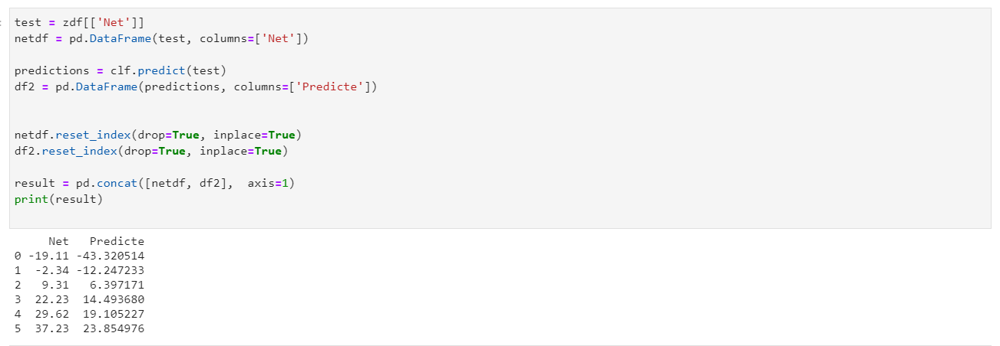 test = zdf[['Net']]
netdf = pd.DataFrame(test, columns=['Net'])
predictions = clf.predict(test)
df2 = pd.DataFrame(predictions, columns=['Predicte'])
netdf.reset_index(drop=True, inplace=True)
df2.reset_index(drop=True, inplace=True)
result = pd.concat([netdf, df2],  axis=1)
print(result)
     Net   Predicte
0 -19.11 -43.320514
1  -2.34 -12.247233
2   9.31   6.397171
3  22.23  14.493680
4  29.62  19.105227
5  37.23  23.854976